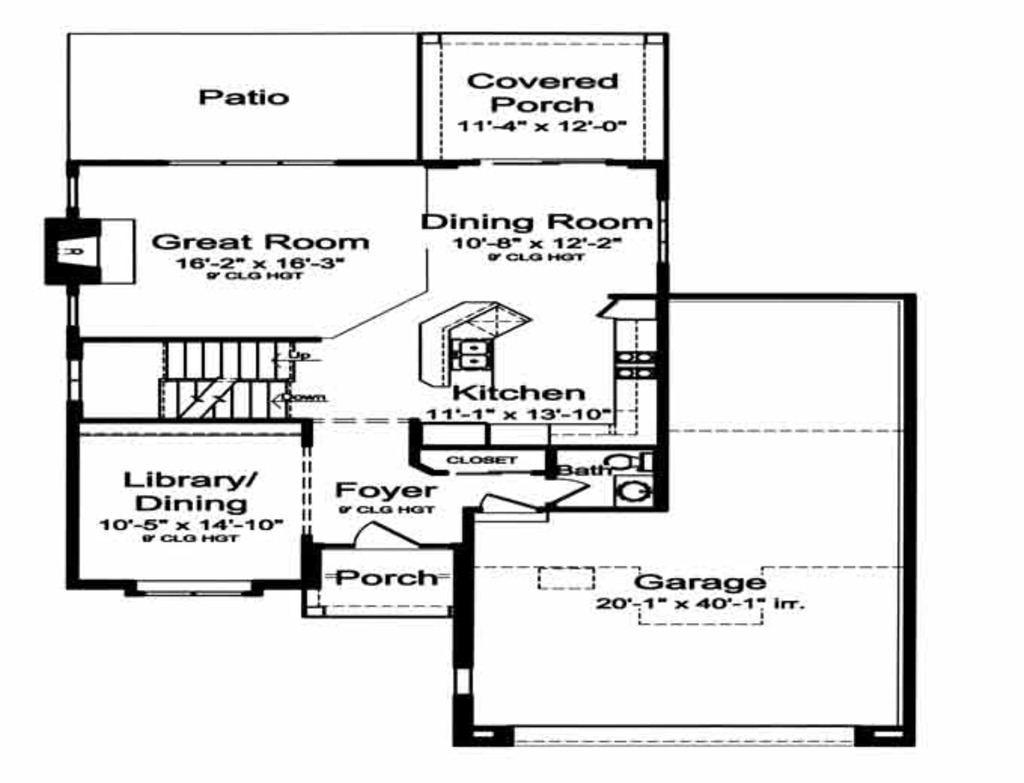 Patio
Covered
Porch
11'-4" x 12'-0"
Great Room
16'-2" x 16'-3"
9' CLG HGT
Dining Room
10'-8" x 12'-2"
9' CLG HGT
Up
Down
Kitchen
11'-1" x 13'-10"
Library/
Dining
10'-5" x 14'-10"
9' CLG HGT
Foyer
9' CLG HGT
CLOSET
Bath
Porch
Garage
20'-1" x 40'-1" irr.